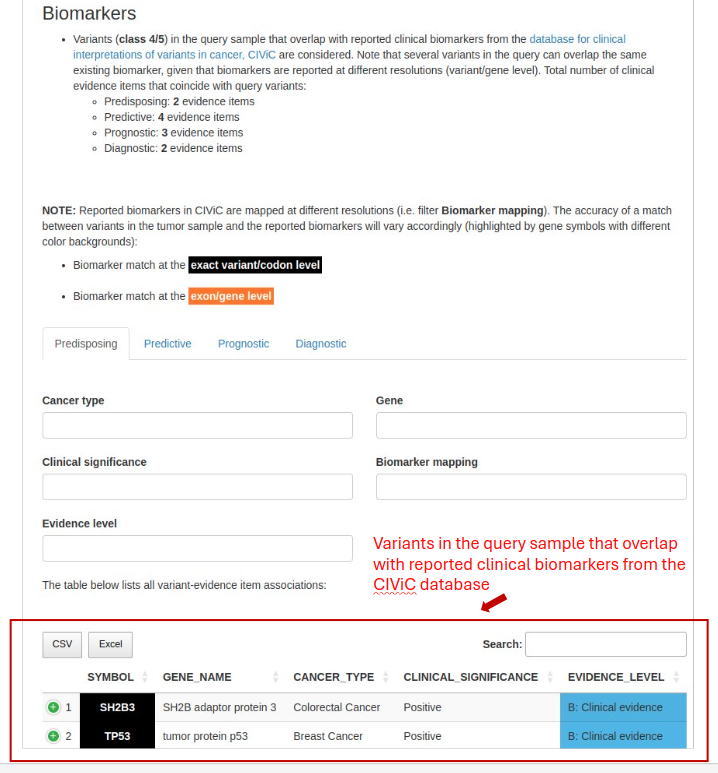 Biomarkers
• Variants (class 4/5) in the query sample that overlap with reported clinical biomarkers from the database for clinical
interpretations of variants in cancer, CIViC are considered. Note that several variants in the query can overlap the same
existing biomarker, given that biomarkers are reported at different resolutions (variant/gene level). Total number of clinical
evidence items that coincide with query variants:
◦ Predisposing: 2 evidence items
◦ Predictive: 4 evidence items
◦ Prognostic: 3 evidence items
◦ Diagnostic: 2 evidence items
NOTE: Reported biomarkers in CIViC are mapped at different resolutions (i.e. filter Biomarker mapping). The accuracy of a match
between variants in the tumor sample and the reported biomarkers will vary accordingly (highlighted by gene symbols with different
color backgrounds):
• Biomarker match at the exact variant/codon level
• Biomarker match at the exon/gene level
Predisposing Predictive Prognostic Diagnostic
Cancer type Gene
Clinical significance Biomarker mapping
Evidence level
Variants in the query sample that overlap
with reported clinical biomarkers from the
CIViC database
The table below lists all variant-evidence item associations:
CSV Excel Search:
SYMBOL GENE_NAME CANCER_TYPE CLINICAL_SIGNIFICANCE EVIDENCE_LEVEL
1 SH2B3 SH2B adaptor protein 3 Colorectal Cancer Positive B: Clinical evidence
2 TP53 tumor protein p53 Breast Cancer Positive B: Clinical evidence